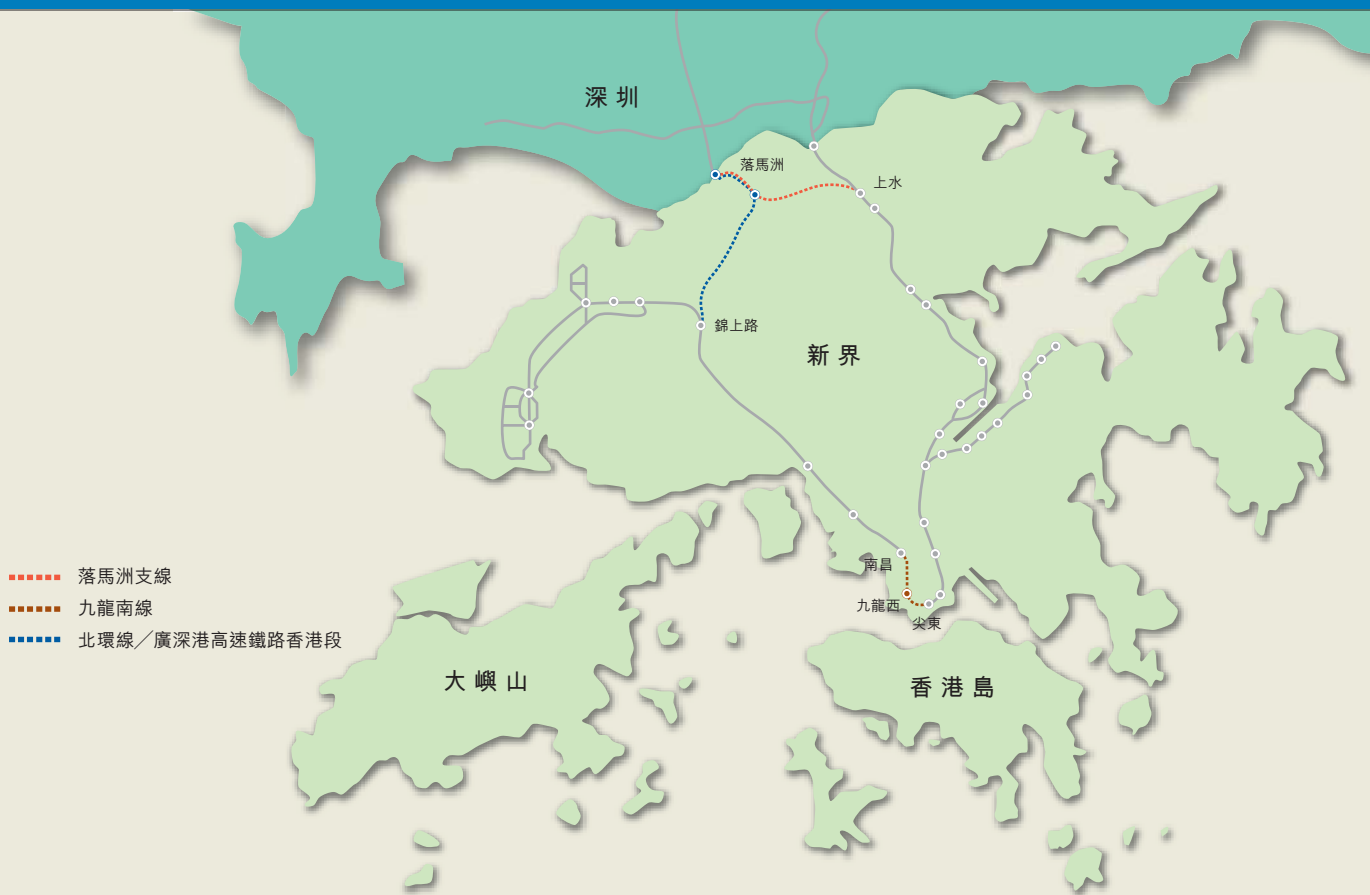 深圳
落馬洲
上水
錦上路
新界
南昌
九龍西
尖東
落馬洲支線
九龍南線
北環線／廣深港高速鐵路香港段
大嶼山
香港島